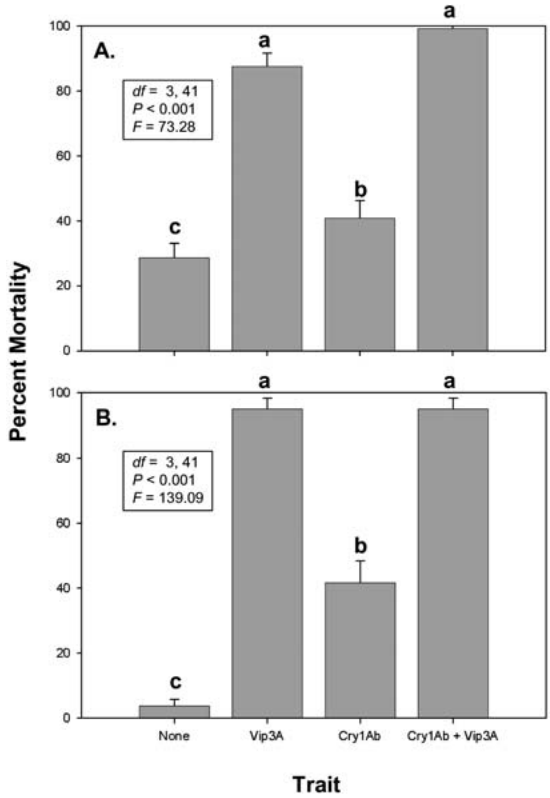 A.
df = 3, 41
P < 0.001
F = 73.28
100
80
60
40
20
0
c
a
b
a
Percent Mortality
B.
df = 3, 41
P < 0.001
F = 139.09
100
80
60
40
20
0
c
a
b
a
None Vip3A Cry1Ab Cry1Ab + Vip3A
Trait